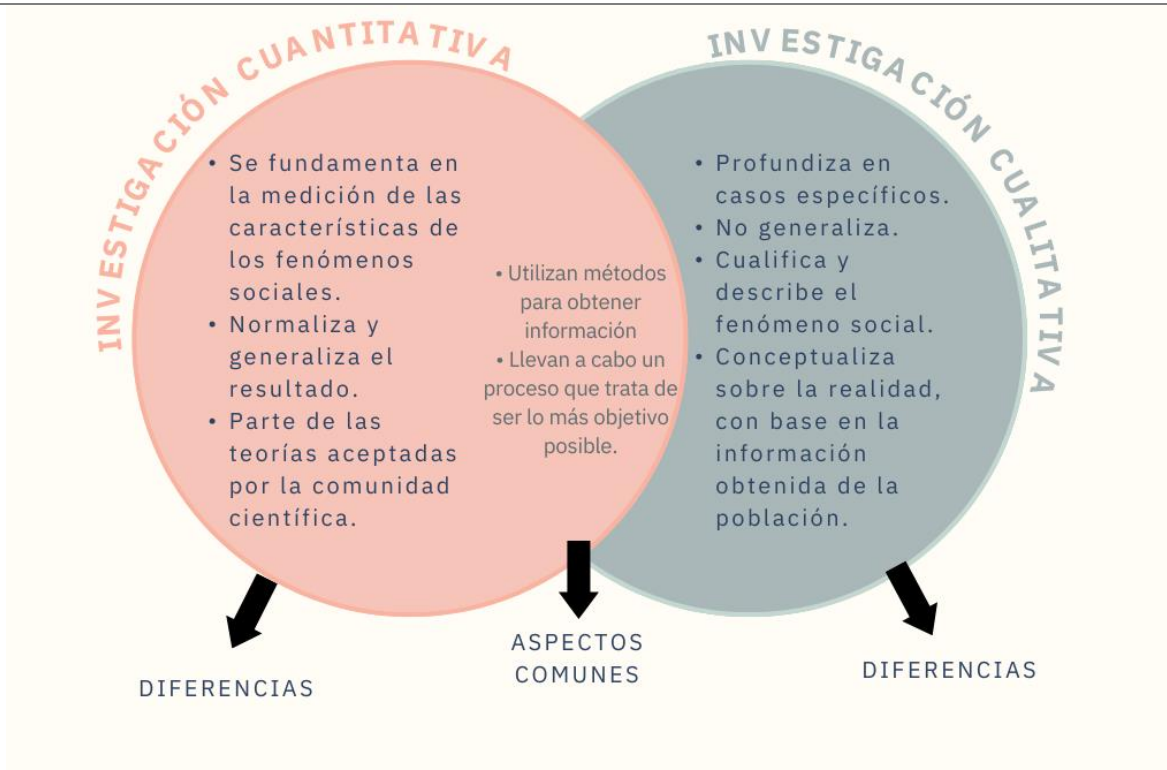 INVESTIGACIÓN CUANTITATIVA
• Se fundamenta en
la medición de las
características de
los fenómenos
sociales.
• Normaliza y
generaliza el
resultado.
• Parte de las
teorías aceptadas
por la comunidad
científica.
• Utilizan métodos
para obtener
información
• Llevan a cabo un
proceso que trata de
ser lo más objetivo
posible.
INVESTIGACIÓN CUALITATIVA
• Profundiza en
casos específicos.
• No generaliza.
• Cualifica y
describe el
fenómeno social.
• Conceptualiza
sobre la realidad,
con base en la
información
obtenida de la
población.
DIFERENCIAS
ASPECTOS
COMUNES
DIFERENCIAS